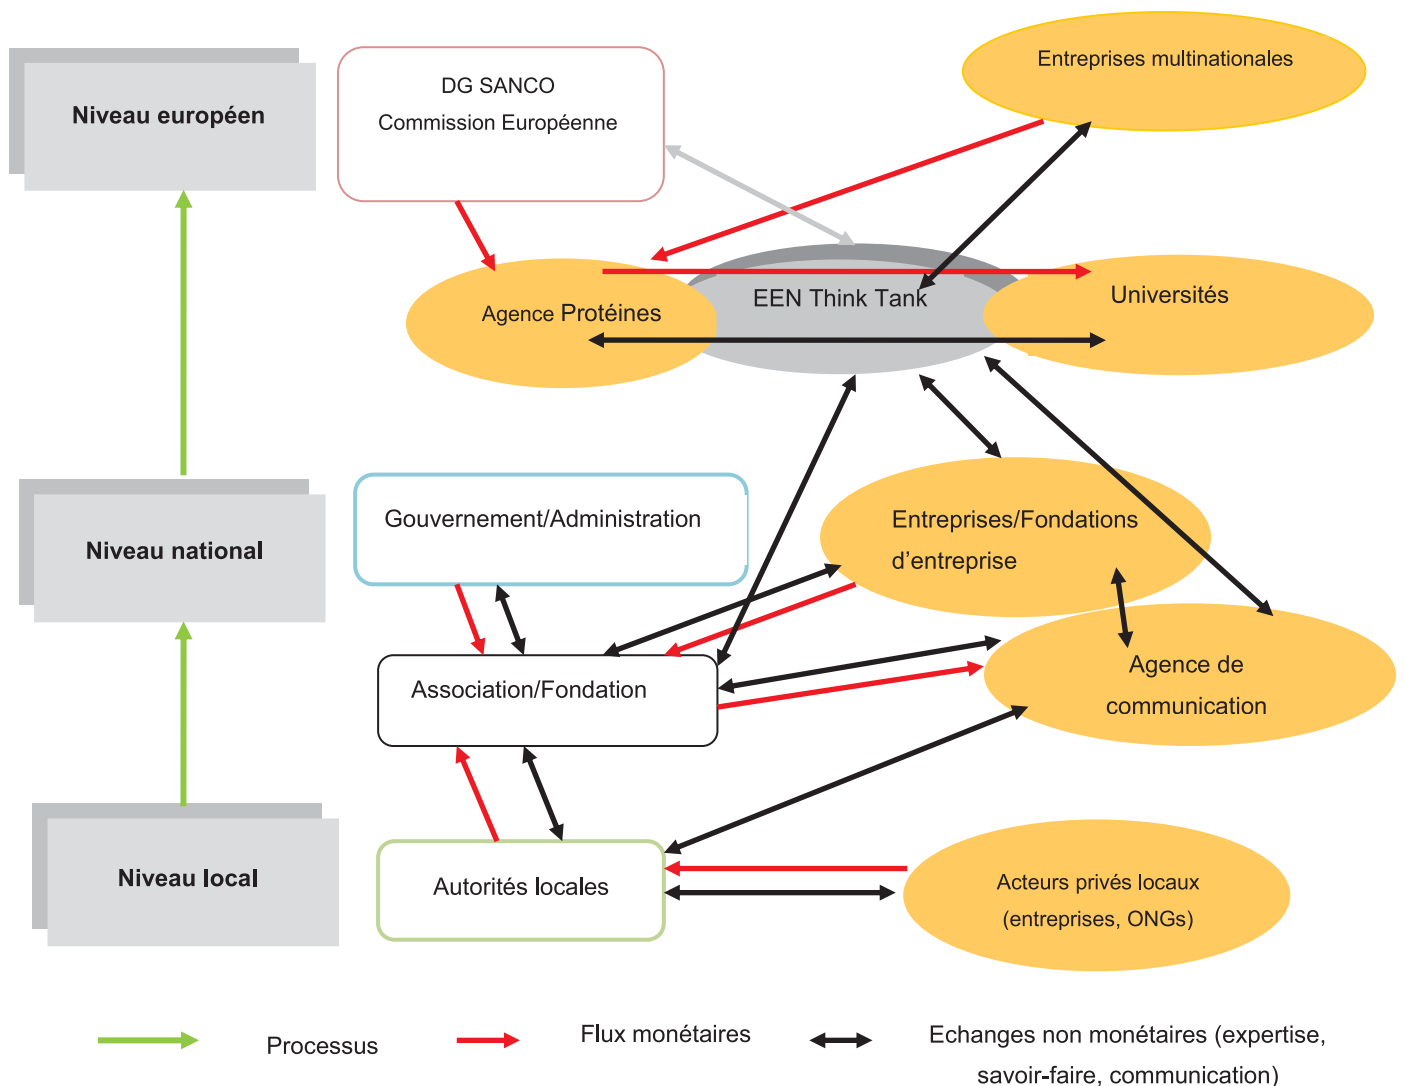 Niveau européen
DG SANCO
Commission Européenne
Entreprises multinationales
Agence Protéines
EEN Think Tank
Universités
Niveau national
Gouvernement/Administration
Entreprises/Fondations
d’entreprise
Association/Fondation
Agence de
communication
Niveau local
Autorités locales
Acteurs privés locaux
(entreprises, ONGs)
Processus
Flux monétaires
Echanges non monétaires (expertise,
savoir-faire, communication)